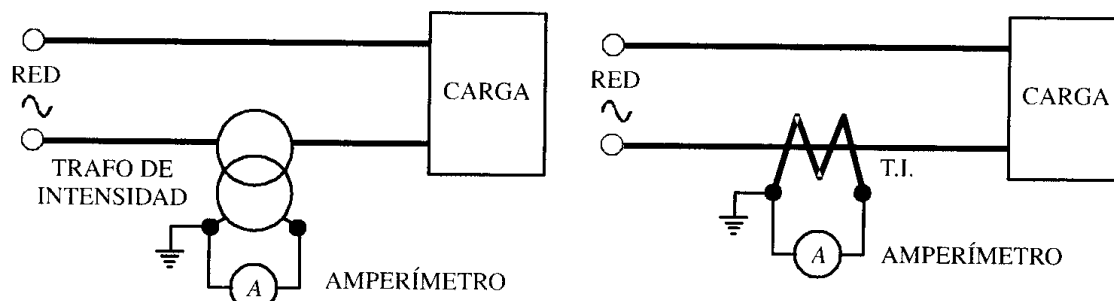 RED
CARGA
TRAFO DE
INTENSIDAD
A
AMPERÍMETRO
RED
CARGA
T.I.
A
AMPERÍMETRO